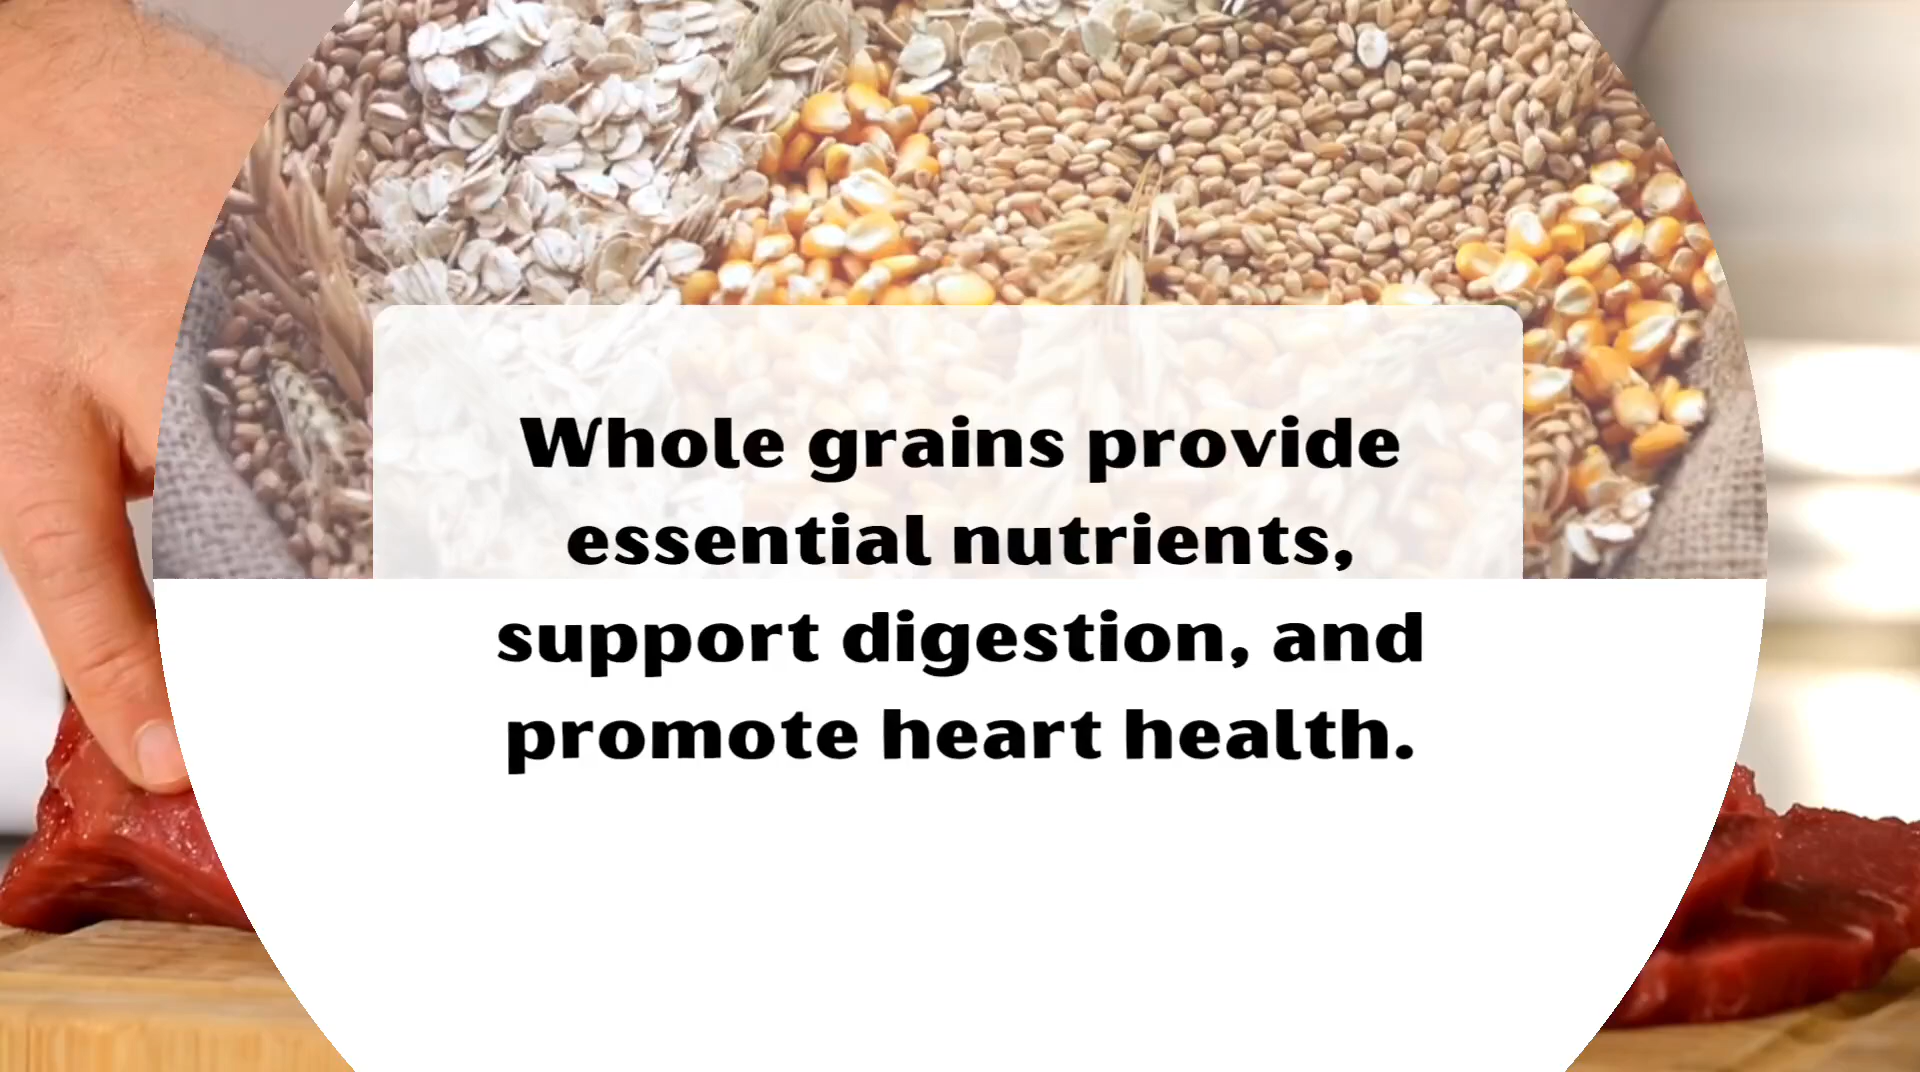 Whole grains provide
essential nutrients,
support digestion, and
promote heart health.